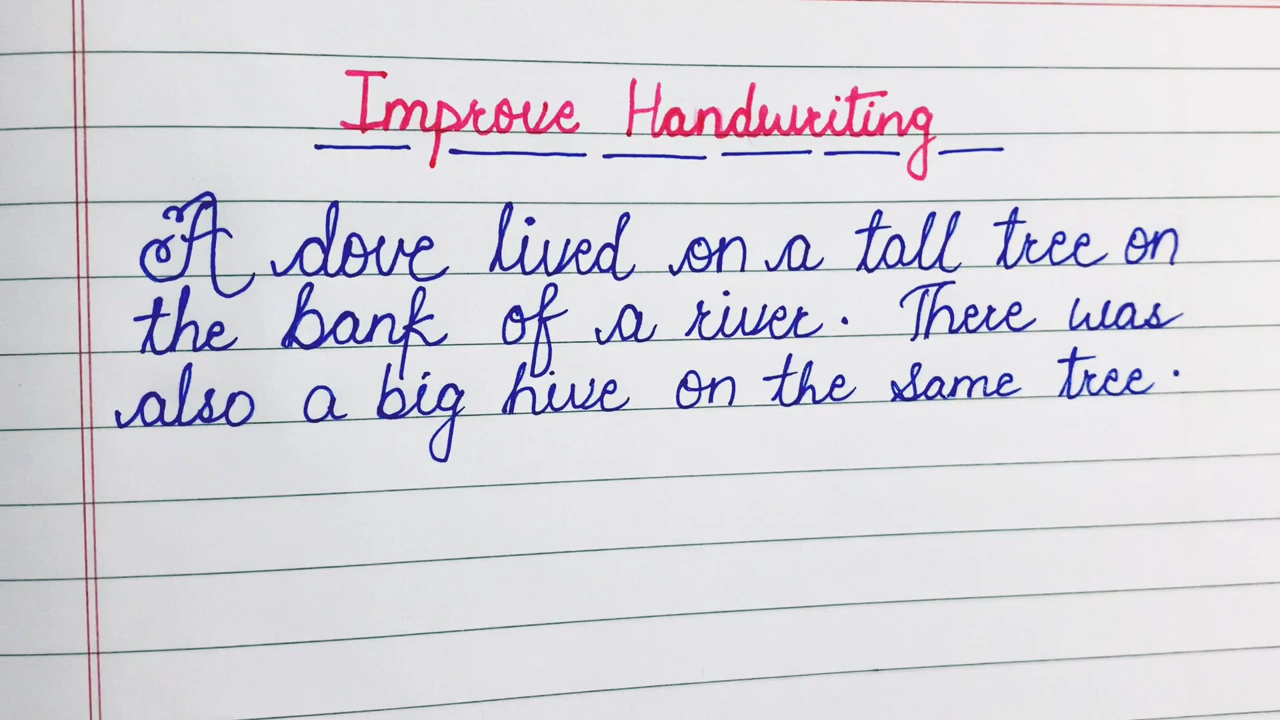 Improve Handwriting
A dove lived on a tall tree on
the bank of a river. There was
also a big hive on the same tree.